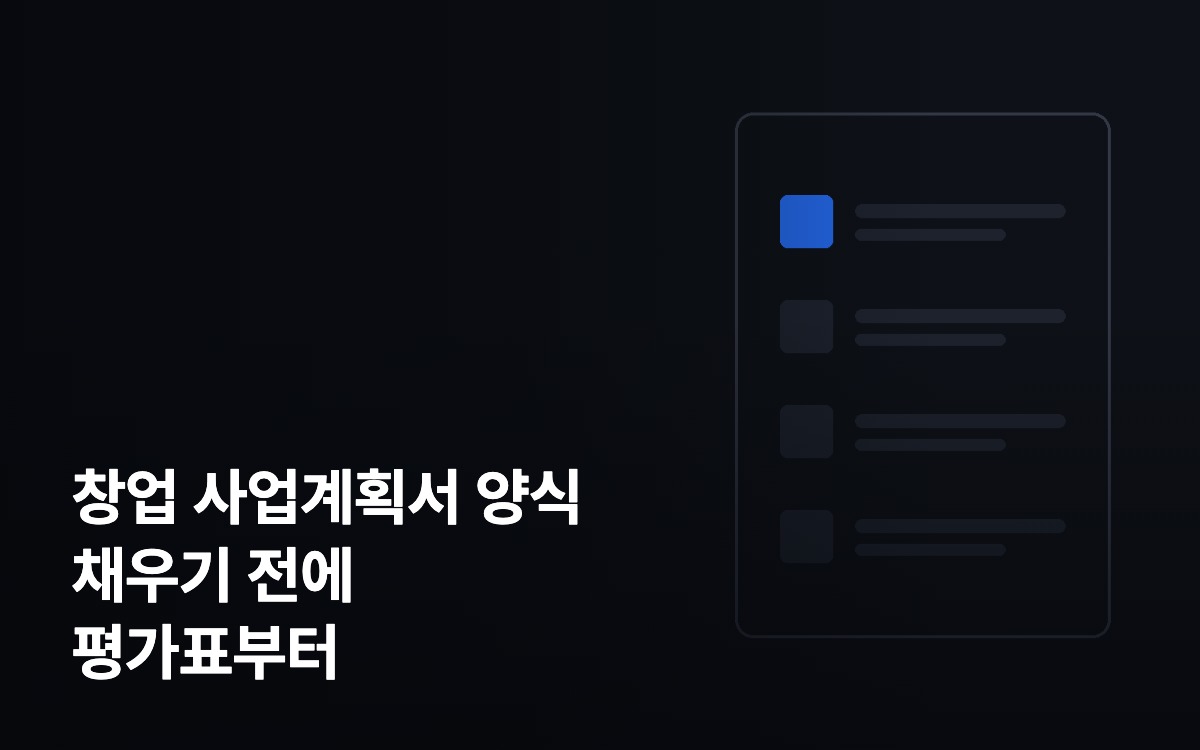 창업 사업계획서 양식
채우기 전에
평가표부터